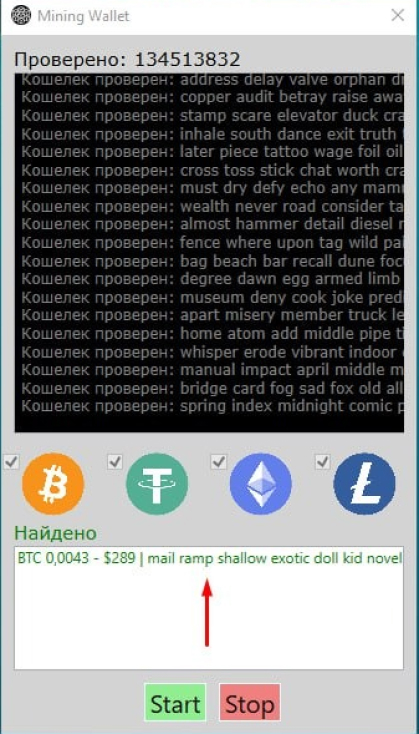 Mining Wallet
Проверено: 134513832
Кошелек проверен: address delay valve orphan
Кошелек проверен: copper audit betray raise
Кошелек проверен: stamp scare elevator duck
Кошелек проверен: inhale south dance exit truth
Кошелек проверен: later piece tattoo wage foil oil
Кошелек проверен: cross toss stick chat worth
Кошелек проверен: must dry defy echo any
Кошелек проверен: wealth never road consider
Кошелек проверен: almost hammer detail diesel
Кошелек проверен: fence where upon tag wild
Кошелек проверен: bag beach bar recall dune
Кошелек проверен: degree dawn egg armed limb
Кошелек проверен: museum deny cook joke
Кошелек проверен: apart misery member truck
Кошелек проверен: home atom add middle pipe
Кошелек проверен: whisper erode vibrant indoor
Кошелек проверен: manual impact april middle
Кошелек проверен: bridge card fog sad fox old all
Кошелек проверен: spring index midnight comic
Найдено
BTC 0,0043 - $289 | mail ramp shallow exotic doll kid novel
Start Stop